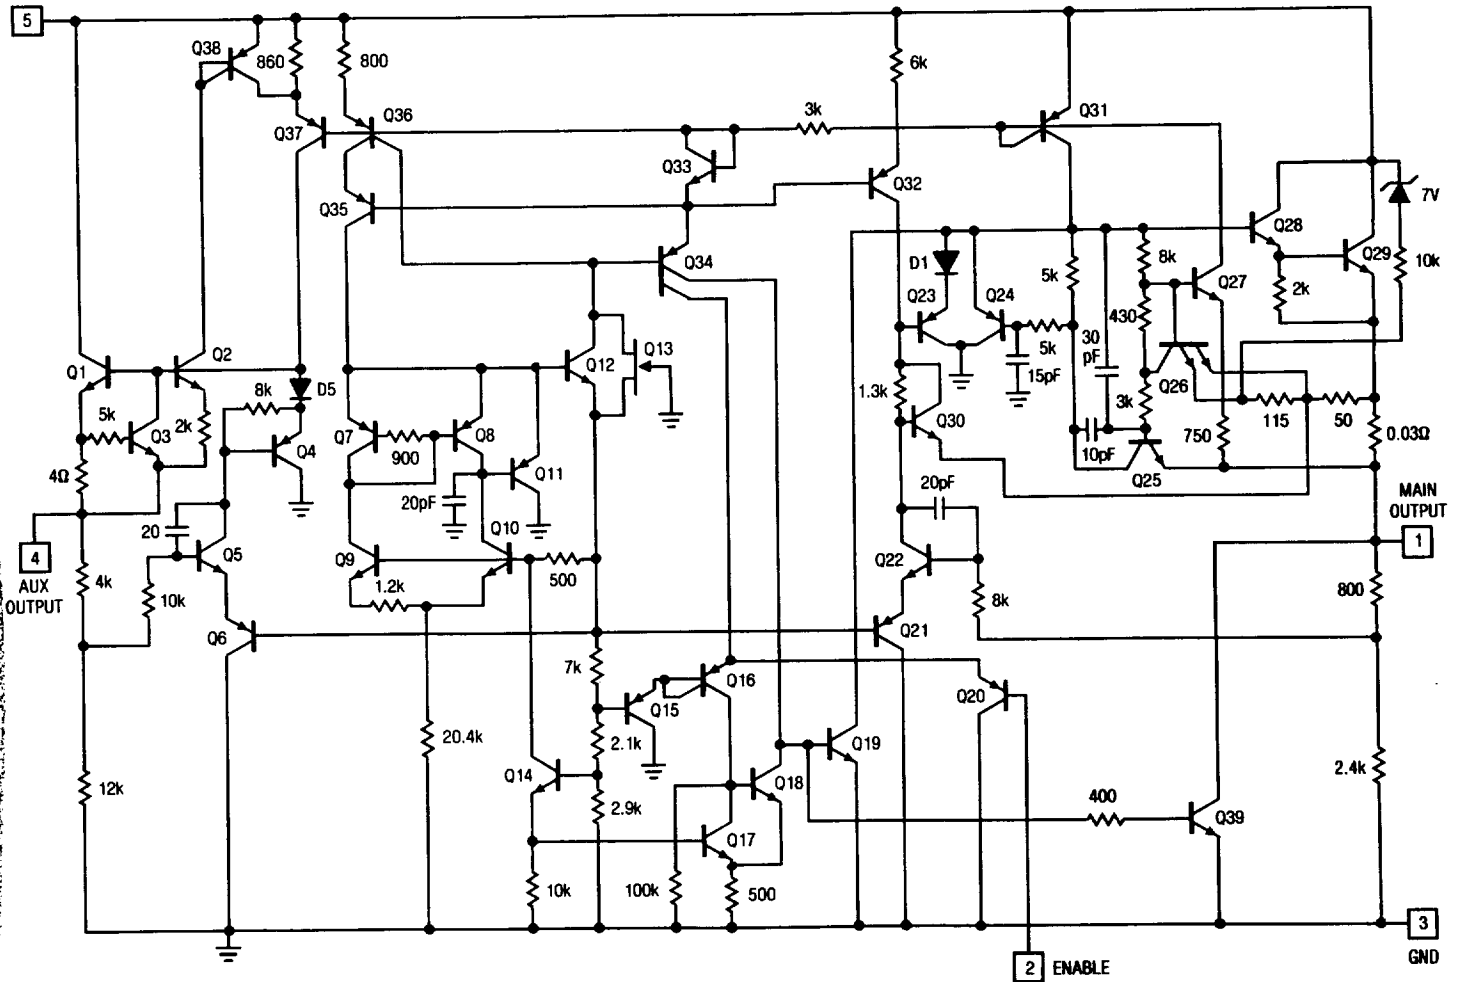 5
Q38
860
800
6k
Q37
Q36
3k
Q31
Q33
Q32
Q35
7V
Q28
Q34
D1
8k
Q29
10k
Q23
Q24
5k
Q27
2k
430
30
pF
5k
15pF
Q1
Q2
D5
Q12
Q13
Q26
8k
5k
2k
1.3k
3k
115
50
Q3
Q4
Q7
Q8
900
Q30
750
0.03Ω
10pF
4Ω
Q11
Q25
20pF
20pF
MAIN
OUTPUT
20
Q10
1
4
Q5
Q9
Q22
AUX
OUTPUT
4k
1.2k
500
800
10k
8k
Q6
Q21
7k
Q16
Q20
Q15
20.4k
2.1k
Q19
Q14
Q18
2.4k
12k
2.9k
400
Q39
Q17
10k
100k
500
3
GND
2
ENABLE